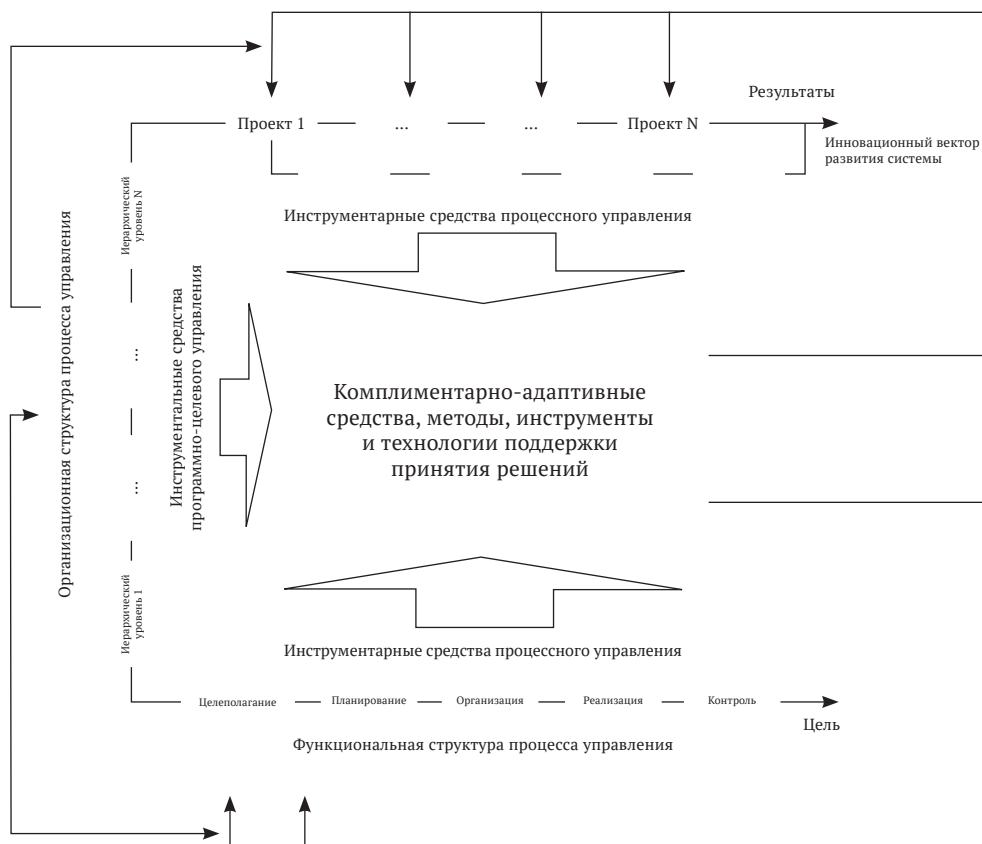 Результаты
Проект 1
...
...
Проект N
Инновационный вектор
развития системы
Инструментарные средства процессного управления
Организационная структура процесса управления
Иерархический
уровень N
...
...
Иерархический
уровень 1
Инструментальные средства
программно-целевого управления
Комплиментарно-адаптивные
средства, методы, инструменты
и технологии поддержки
принятия решений
Инструментарные средства процессного управления
Целеполагание
Планирование
Организация
Реализация
Контроль
Цель
Функциональная структура процесса управления